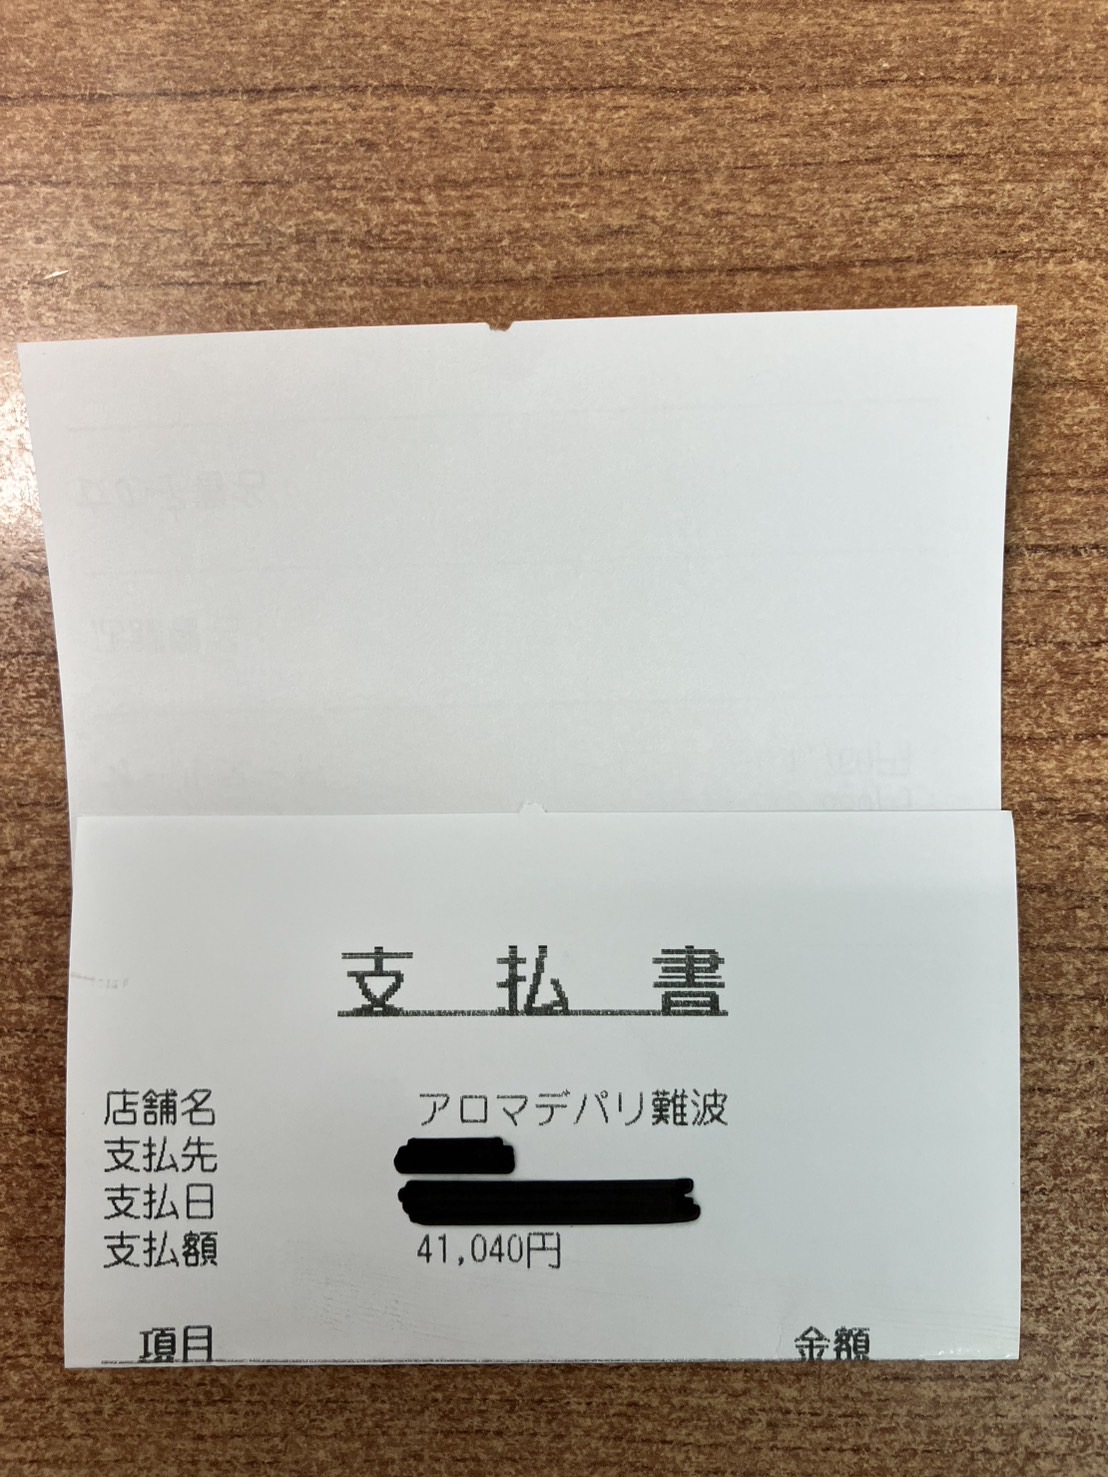 支払書
店舗名 アロマデパリ難波
支払先
支払日
支払額 41,040円
項目 金額